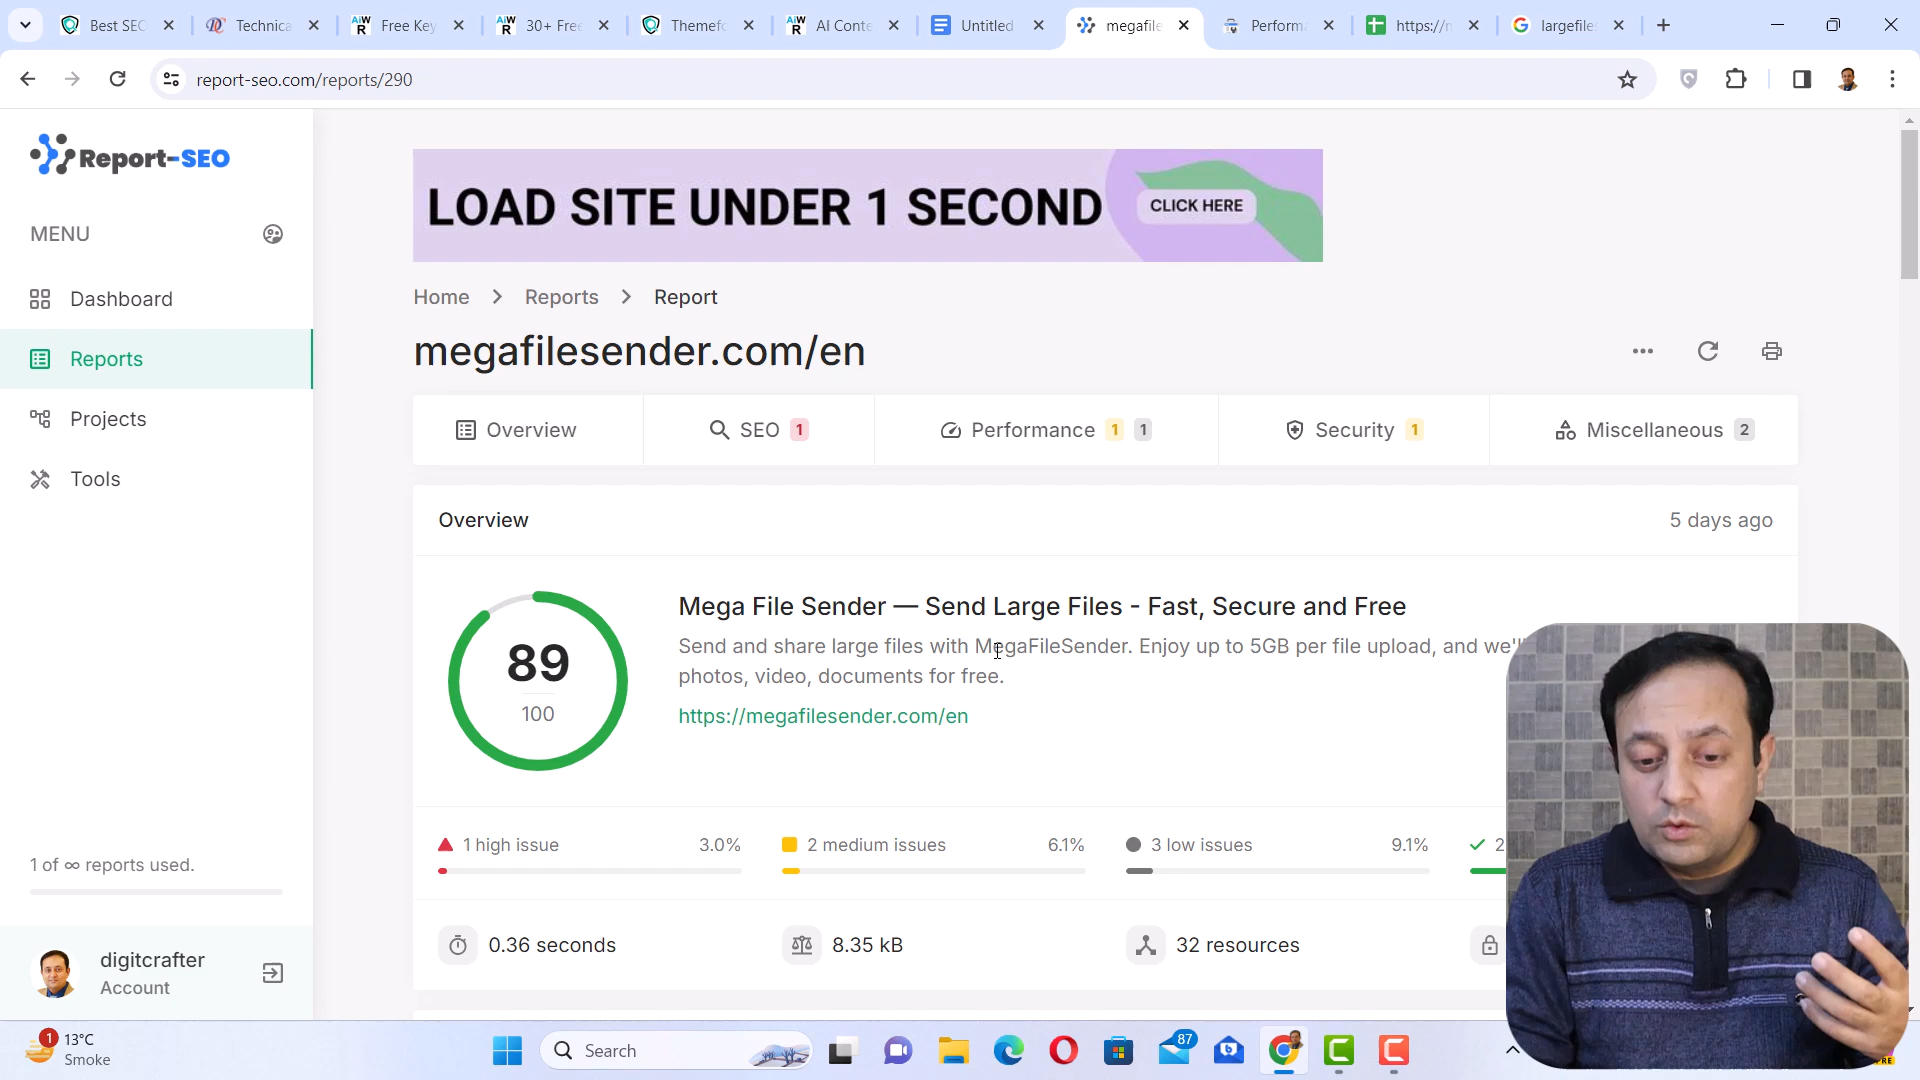 Best SEO
Technica
Free Key
30+ Free
Themefo
AI Conte
Untitled
megafile
Perform
https://n
largefile
report-seo.com/reports/290
Report-SEO
MENU
Dashboard
Reports
Projects
Tools
1 of ∞ reports used.
digitcrafter
Account
LOAD SITE UNDER 1 SECOND
CLICK HERE
Home > Reports > Report
megafilesender.com/en
Overview
SEO 1
Performance 1 1
Security 1
Miscellaneous 2
Overview
5 days ago
89
100
Mega File Sender — Send Large Files - Fast, Secure and Free
Send and share large files with MegaFileSender. Enjoy up to 5GB per file upload, and we'll
photos, video, documents for free.
https://megafilesender.com/en
1 high issue 3.0%
2 medium issues 6.1%
3 low issues 9.1%
2
0.36 seconds
8.35 kB
32 resources
1
13°C
Smoke
Search
87